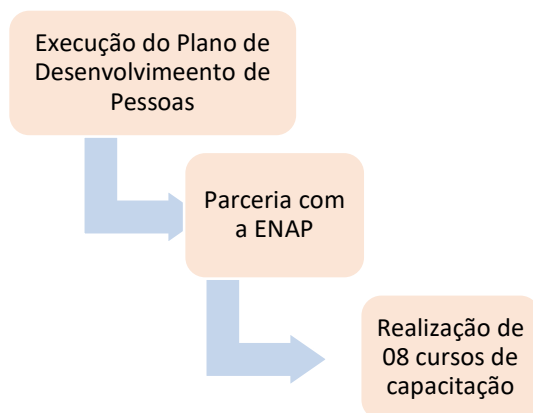 Execução do Plano de
Desenvolvimeento de
Pessoas
Parceria com
a ENAP
Realização de
08 cursos de
capacitação